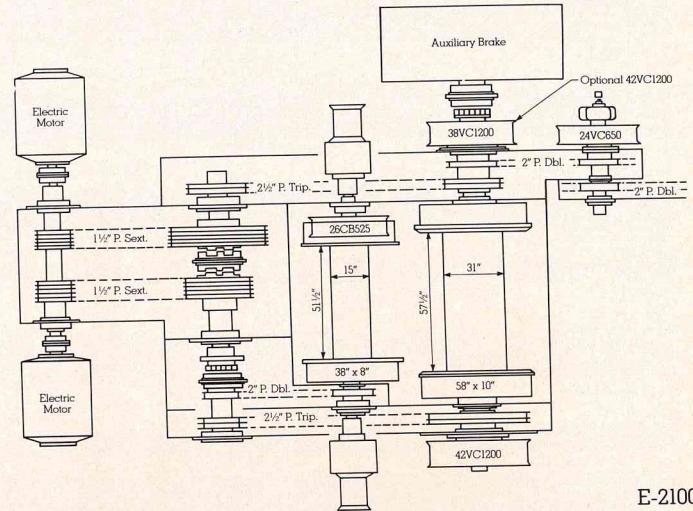 Auxiliary Brake
Optional 42VC1200
Electric
Motor
38VC1200
24VC650
2" P. Dbl.
2½" P. Trip.
2" P. Dbl.
26CB525
1½" P. Sext.
15"
31"
51½"
57½"
1½" P. Sext.
38" x 8"
58" x 10"
Electric
Motor
2" P. Dbl.
2½" P. Trip.
42VC1200
E-2100